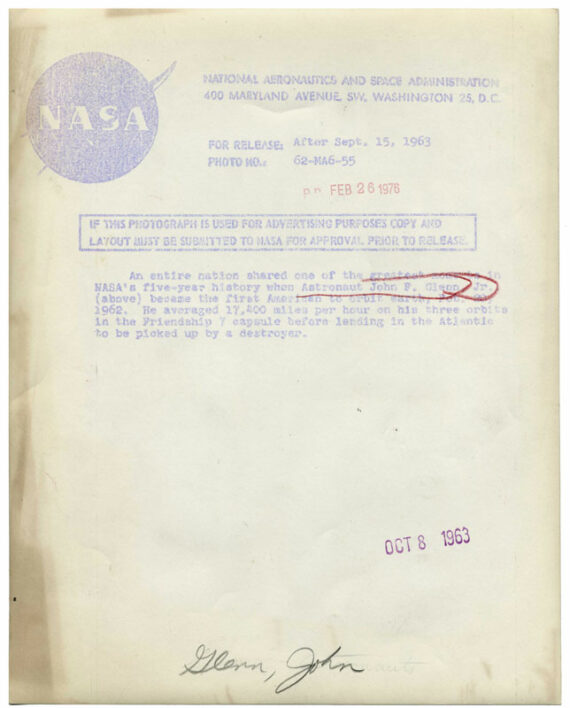 NASA
NATIONAL AERONAUTICS AND SPACE ADMINISTRATION
400 MARYLAND AVENUE, SW, WASHINGTON 25, D.C.
FOR RELEASE: After Sept. 15, 1963
PHOTO NO.: 62-MA6-55
FEB 26 1976
IF THIS PHOTOGRAPH IS USED FOR ADVERTISING PURPOSES COPY AND
LAYOUT MUST BE SUBMITTED TO NASA FOR APPROVAL PRIOR TO RELEASE.
An entire nation shared one of the greatest in
NASA's five-year history when Astronaut John F. Glenn, Jr.
(above) became the first American to orbit earth,
1962. He averaged 17,400 miles per hour on his three orbits
in the Friendship 7 capsule before landing in the Atlantic
to be picked up by a destroyer.
OCT 8 1963
Glenn, John